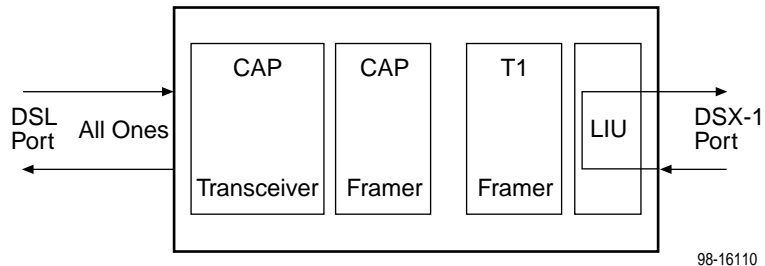 CAP
CAP
T1
DSL
Port
All Ones
LIU
DSX-1
Port
Transceiver
Framer
Framer
98-16110